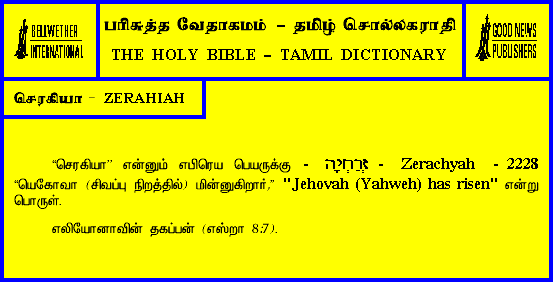 BELLWETHER
INTERNATIONAL
பரிசுத்த வேதாகமம் – தமிழ் சொல்லகராதி
THE HOLY BIBLE – TAMIL DICTIONARY
GOOD NEWS
PUBLISHERS
செரகியா - ZERAHIAH
“செரகியா” என்னும் எபிரெய பெயருக்கு - זְרַחְיָה - Zerachyah - 2228
“யெகோவா (சிவப்பு நிறத்தில்) மின்னுகிறார்,” "Jehovah (Yahweh) has risen" என்று
பொருள்.
எலியோனாவின் தகப்பன் (எஸ்றா 8:7).